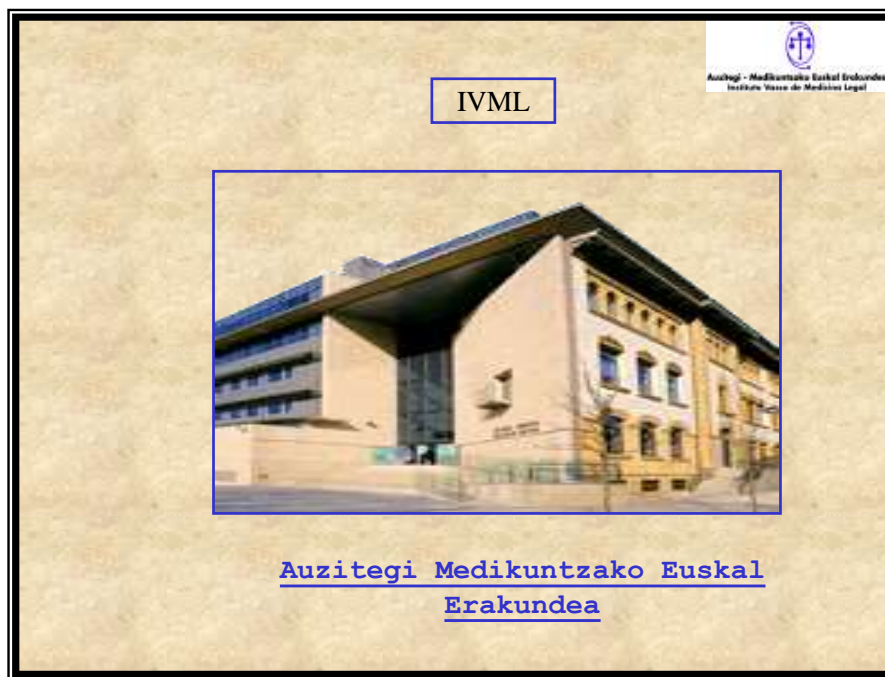 Auzitegi - Medikuntzako Euskal Erakundea
Instituto Vasco de Medicina Legal
IVML
Auzitegi Medikuntzako Euskal
Erakundea